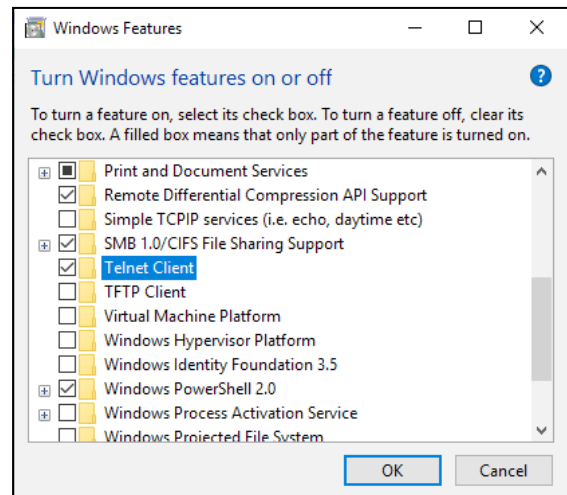 Windows Features
Turn Windows features on or off
To turn a feature on, select its check box. To turn a feature off, clear its
check box. A filled box means that only part of the feature is turned on.
Print and Document Services
Remote Differential Compression API Support
Simple TCPIP services (i.e. echo, daytime etc)
SMB 1.0/CIFS File Sharing Support
Telnet Client
TFTP Client
Virtual Machine Platform
Windows Hypervisor Platform
Windows Identity Foundation 3.5
Windows PowerShell 2.0
Windows Process Activation Service
Windows Projected File System
OK
Cancel